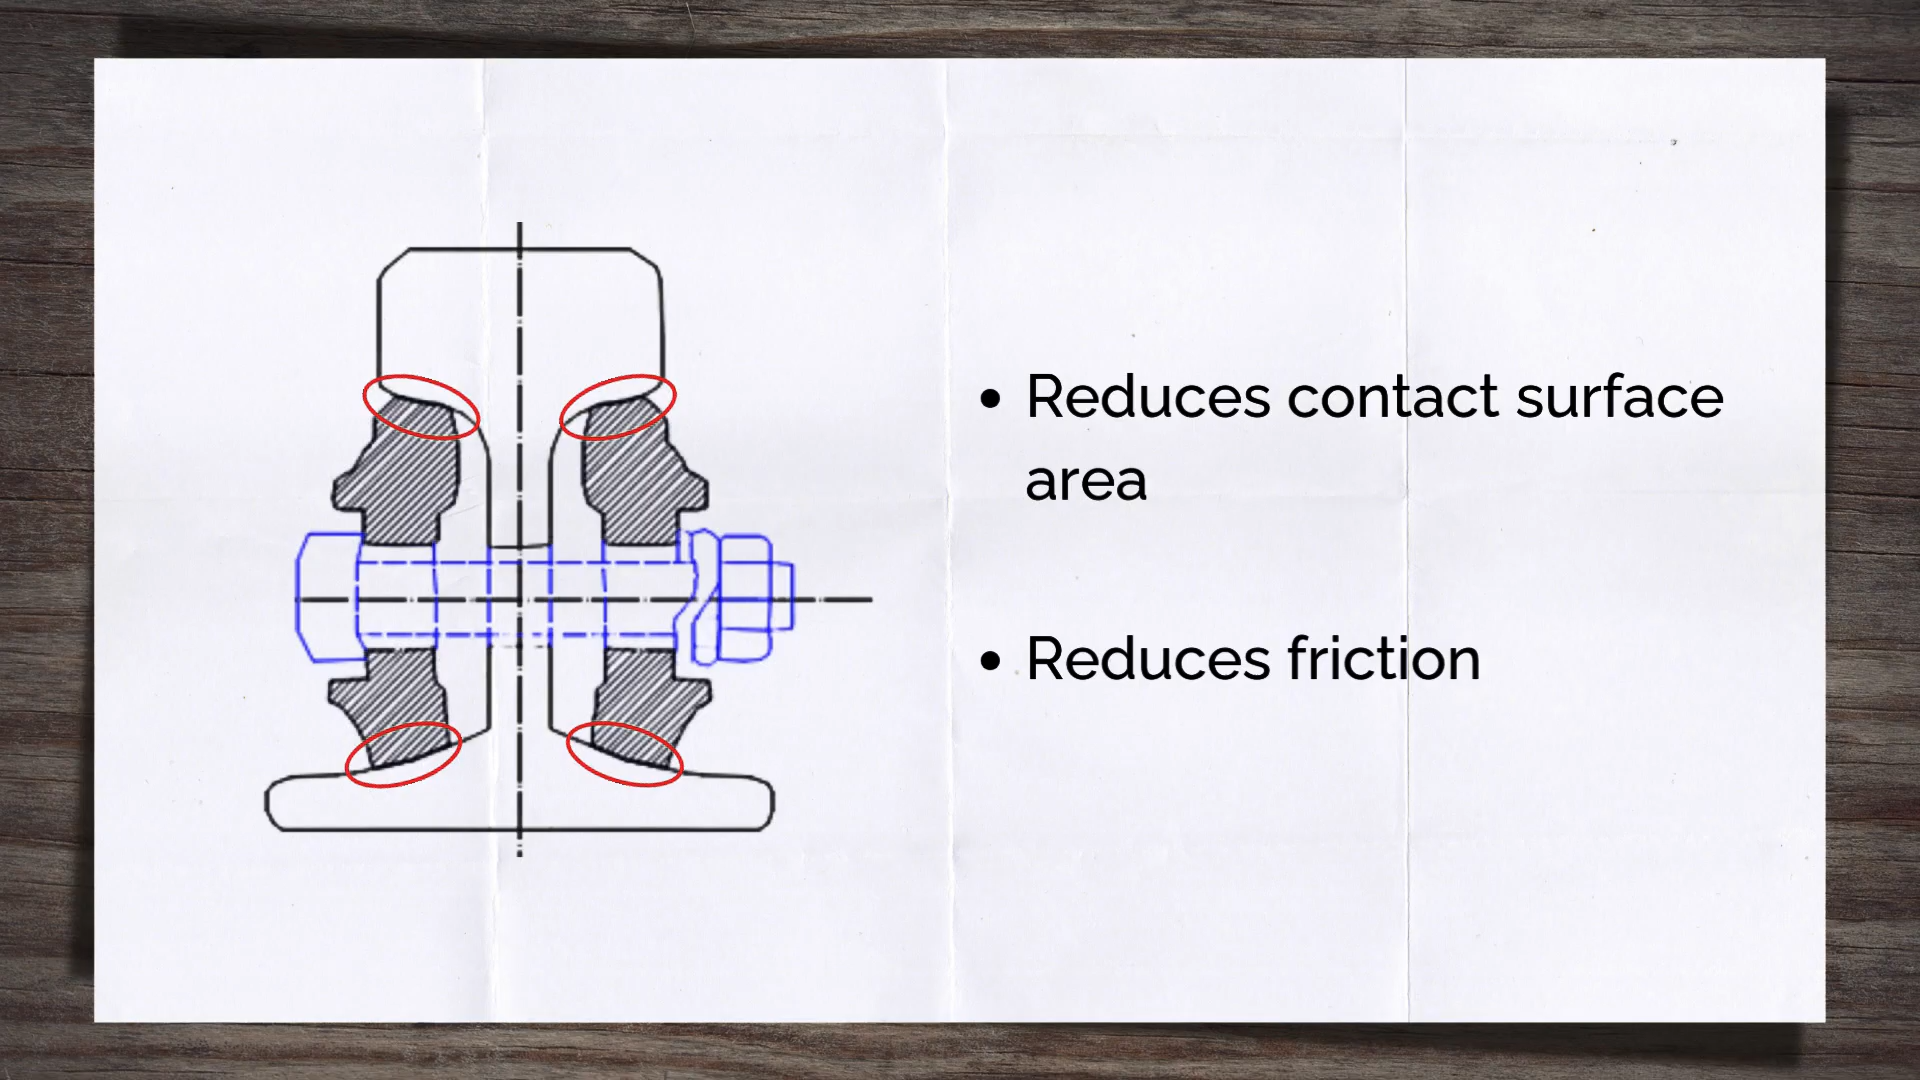 • Reduces contact surface
area
• Reduces friction